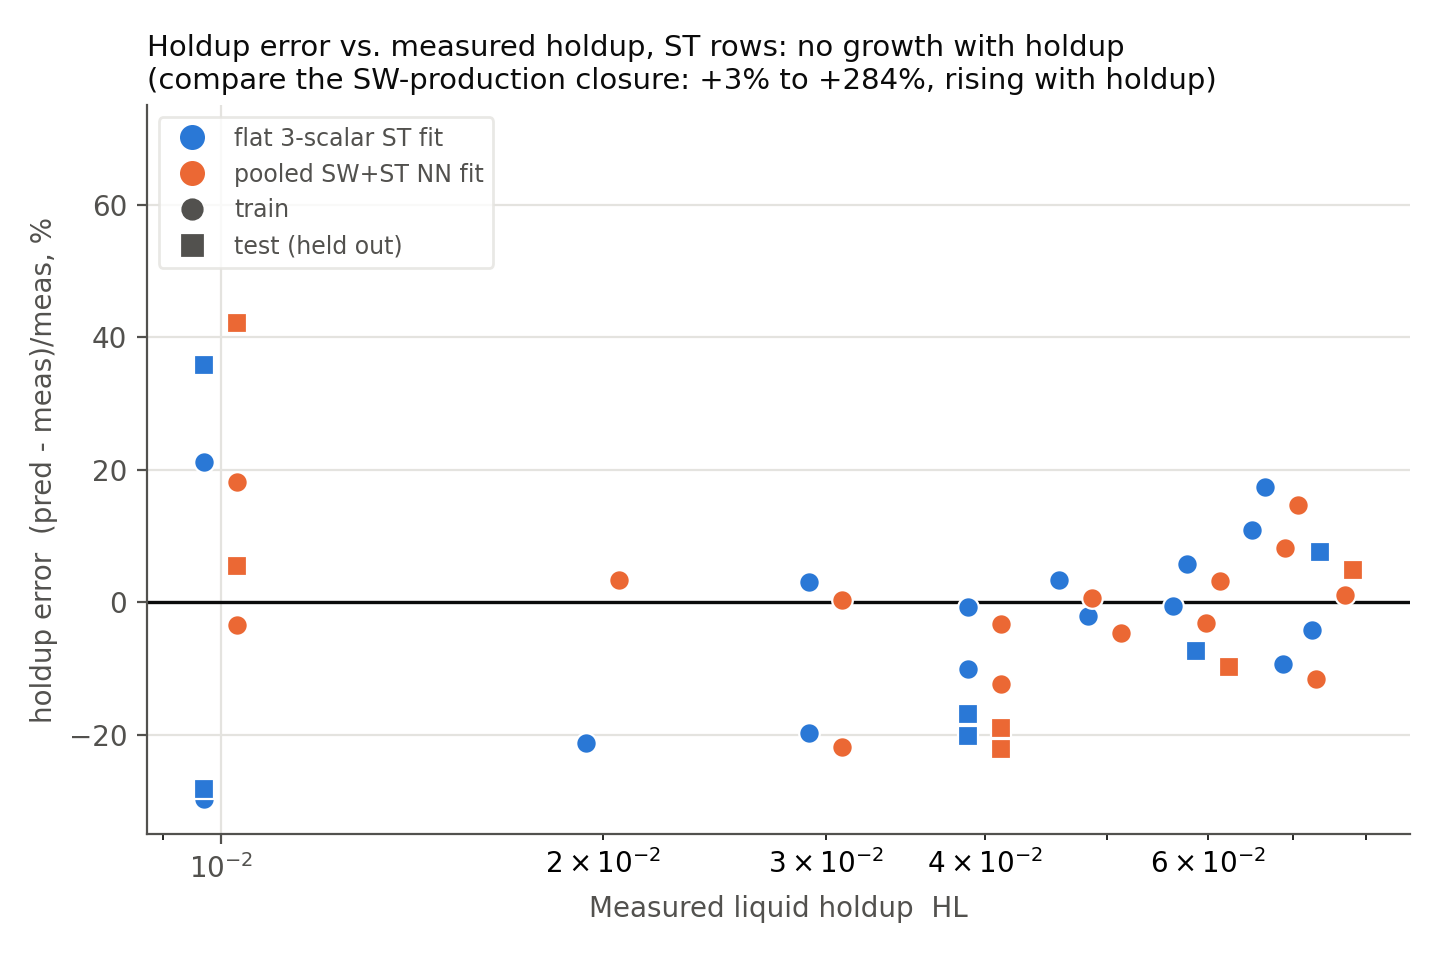 Holdup error vs. measured holdup, ST rows: no growth with holdup
(compare the SW-production closure: +3% to +284%, rising with holdup)
flat 3-scalar ST fit
pooled SW+ST NN fit
train
test (held out)
holdup error  (pred - meas)/meas, %
60
40
20
0
−20
10⁻²
2 × 10⁻²
3 × 10⁻²
4 × 10⁻²
6 × 10⁻²
Measured liquid holdup  HL